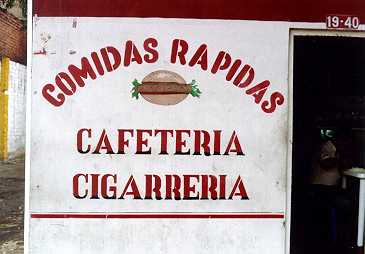 19-40
COMIDAS RAPIDAS
CAFETERIA
CIGARRERIA